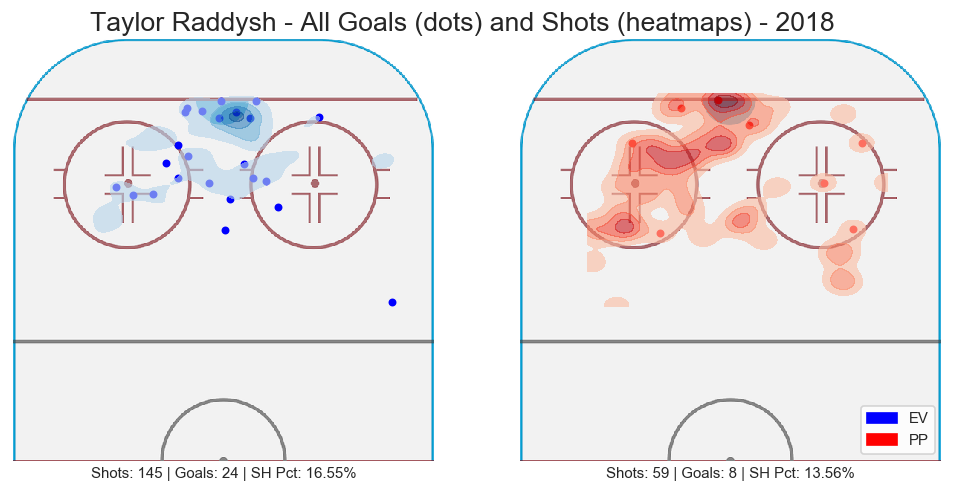 Taylor Raddysh - All Goals (dots) and Shots (heatmaps) - 2018
EV
PP
Shots: 145 | Goals: 24 | SH Pct: 16.55%
Shots: 59 | Goals: 8 | SH Pct: 13.56%